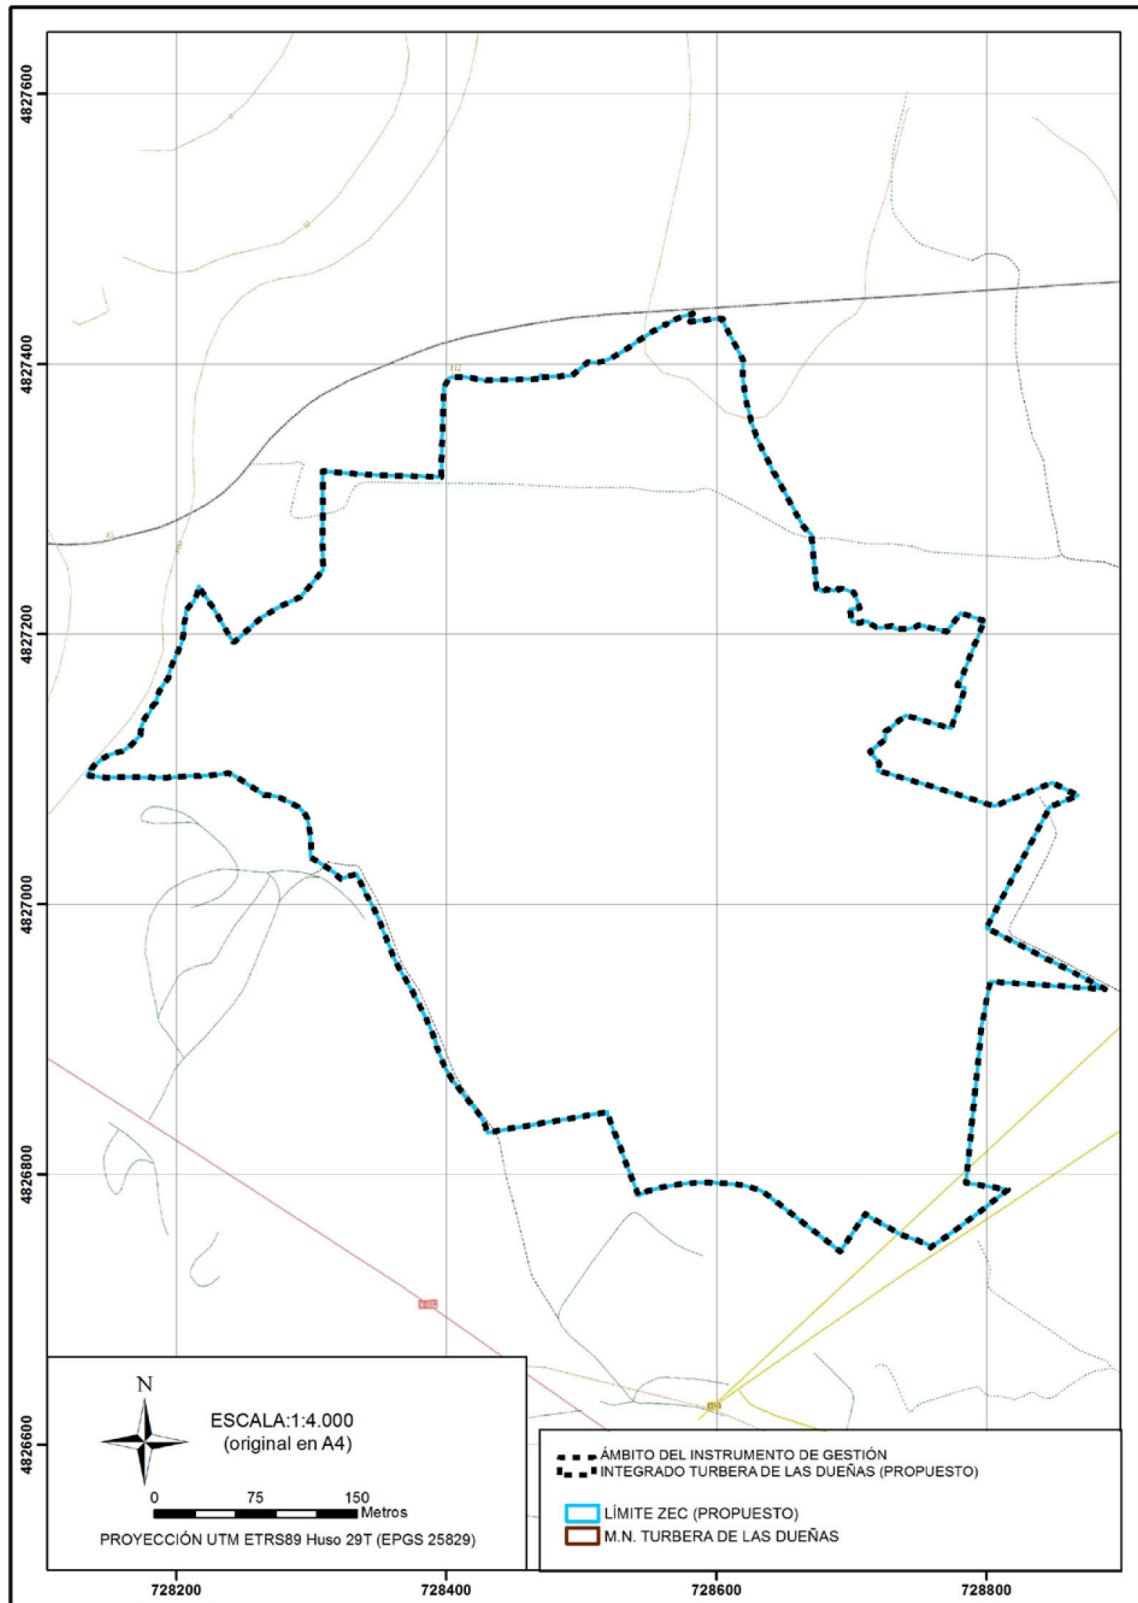 4827600
4827400
4827200
4827000
4826800
4826600
112
100
N
ESCALA:1:4.000
(original en A4)
0 75 150
Metros
PROYECCIÓN UTM ETRS89 Huso 29T (EPGS 25829)
ÁMBITO DEL INSTRUMENTO DE GESTIÓN
INTEGRADO TURBERA DE LAS DUEÑAS (PROPUESTO)
LÍMITE ZEC (PROPUESTO)
M.N. TURBERA DE LAS DUEÑAS
728200 728400 728600 728800